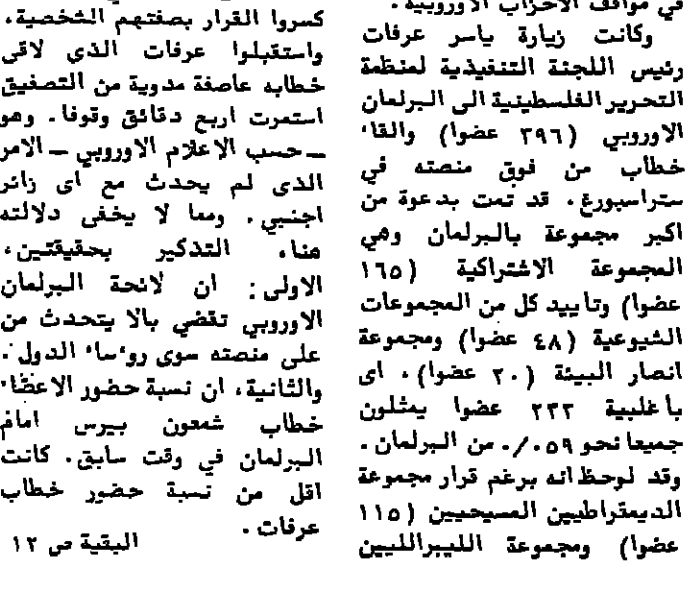 في مواقف الاحزاب الاوروبية.
وكانت زيارة ياسر عرفات
رئيس اللجنة التنفيذية لمنظمة
التحرير الفلسطينية الى البرلمان
الاوروبي (٣٩٦ عضوا) والقاء
خطاب من فوق منصته في
ستراسبورغ. قد تمت بدعوة من
اكبر مجموعة بالبرلمان وهي
المجموعة الاشتراكية (١٦٥
عضوا) وتاييد كل من المجموعات
الشيوعية (٤٨ عضوا) ومجموعة
انصار البيئة (٢٠ عضوا)، اى
باغلبية ٢٣٣ عضوا يمثلون
جميعا نحو ٥٩٪. من البرلمان.
وقد لوحظ انه برغم قرار مجموعة
الديمقراطيين المسيحيين (١١٥
عضوا) ومجموعة الليبرالليين
كسروا القرار بصفتهم الشخصية،
واستقبلوا عرفات الذي لاقى
خطابه عاصفة مدوية من التصفيق
استمرت اربع دقائق وقوفا. وهو
ــ حسب الاعلام الاوروبي ــ الامر
الذى لم يحدث مع اى زائر
اجنبي. ومما لا يخفى دلالته
هنا، التذكير بحقيقتين،
الاولى: ان لائحة البرلمان
الاوروبي تقضي بالا يتحدث من
على منصته سوى روءساء الدول.
والثانية، ان نسبة حضور الاعضاء
خطاب شمعون بيرس امام
البرلمان في وقت سابق. كانت
اقل من نسبة حضور خطاب
عرفات.
البقية ص ١٢